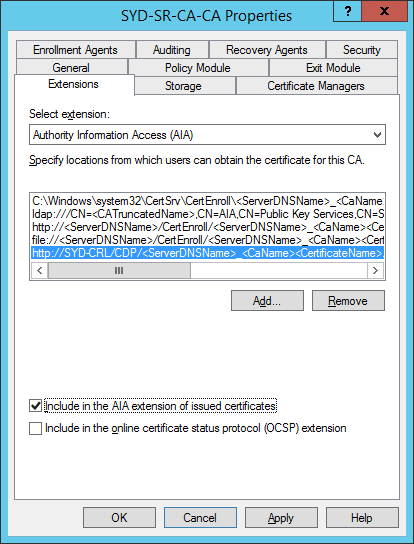 SYD-SR-CA-CA Properties
? x
Enrollment Agents Auditing Recovery Agents Security
General Policy Module Exit Module
Extensions Storage Certificate Managers
Select extension:
Authority Information Access (AIA)
Specify locations from which users can obtain the certificate for this CA.
C:\Windows\system32\CertSrv\CertEnroll\<ServerDNSName>_<CaName
ldap:///CN=<CATruncatedName>,CN=AIA,CN=Public Key Services,CN=S
http://<ServerDNSName>/CertEnroll/<ServerDNSName>_<CaName><Ce
file://<ServerDNSName>/CertEnroll/<ServerDNSName>_<CaName><Cert
http://SYD-CRL/CDP/<ServerDNSName>_<CaName><CertificateName>.
Add... Remove
Include in the AIA extension of issued certificates
Include in the online certificate status protocol (OCSP) extension
OK Cancel Apply Help